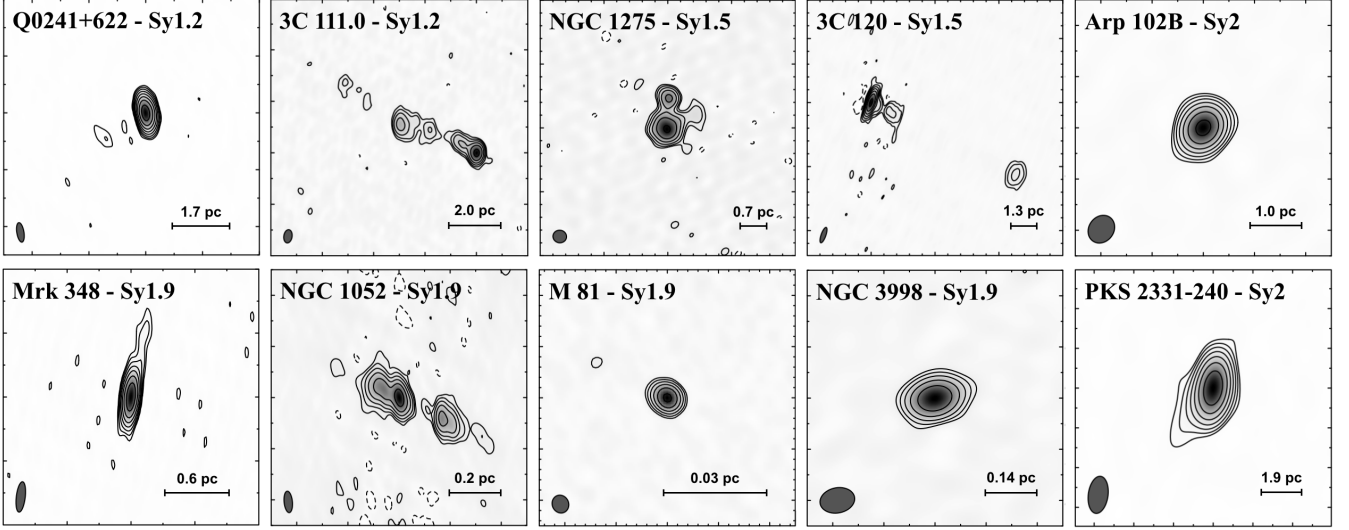 Q0241+622 - Sy1.2
1.7 pc
3C 111.0 - Sy1.2
2.0 pc
NGC 1275 - Sy1.5
0.7 pc
3C 120 - Sy1.5
1.3 pc
Arp 102B - Sy2
1.0 pc
Mrk 348 - Sy1.9
0.6 pc
NGC 1052 - Sy1.9
0.2 pc
M 81 - Sy1.9
0.03 pc
NGC 3998 - Sy1.9
0.14 pc
PKS 2331-240 - Sy2
1.9 pc